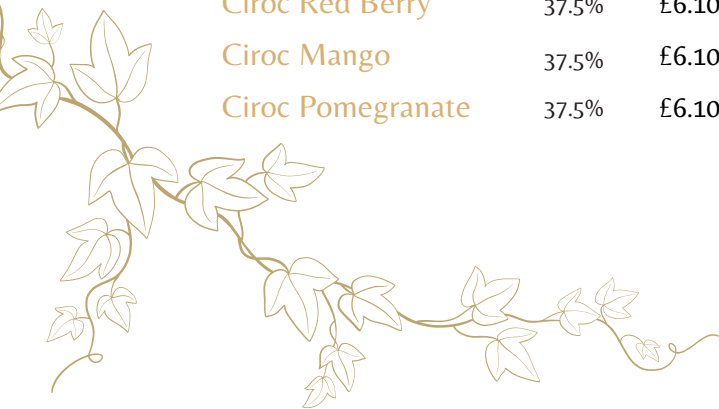 Ciroc Red Berry 37.5% £6.10
Ciroc Mango 37.5% £6.10
Ciroc Pomegranate 37.5% £6.10